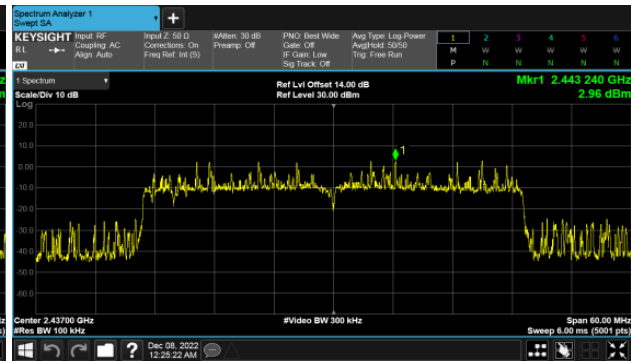 Spectrum Analyzer 1
Swept SA
+
KEYSIGHT Input: RF Input Z: 50 Ω #Atten: 30 dB PNO: Best Wide Avg Type: Log-Power 1 2 3 4 5 6
RL Coupling: AC Corrections: On Preamp: Off Gate: Off Avg|Hold: 50/50 M W W W W W
Align: Auto Freq Ref: Int (S) IF Gain: Low Trig: Free Run
LXI Sig Track: Off P N N N N N
1 Spectrum Ref Lvl Offset 14.00 dB Mkr1 2.443 240 GHz
Scale/Div 10 dB Ref Level 30.00 dBm 2.96 dBm
Log
20.0
10.0
0.00
1
-10.0
-20.0
-30.0
-40.0
-50.0
-60.0
Center 2.43700 GHz #Video BW 300 kHz Span 60.00 MHz
#Res BW 100 kHz Sweep 6.00 ms (5001 pts)
? Dec 08, 2022
12:25:22 AM